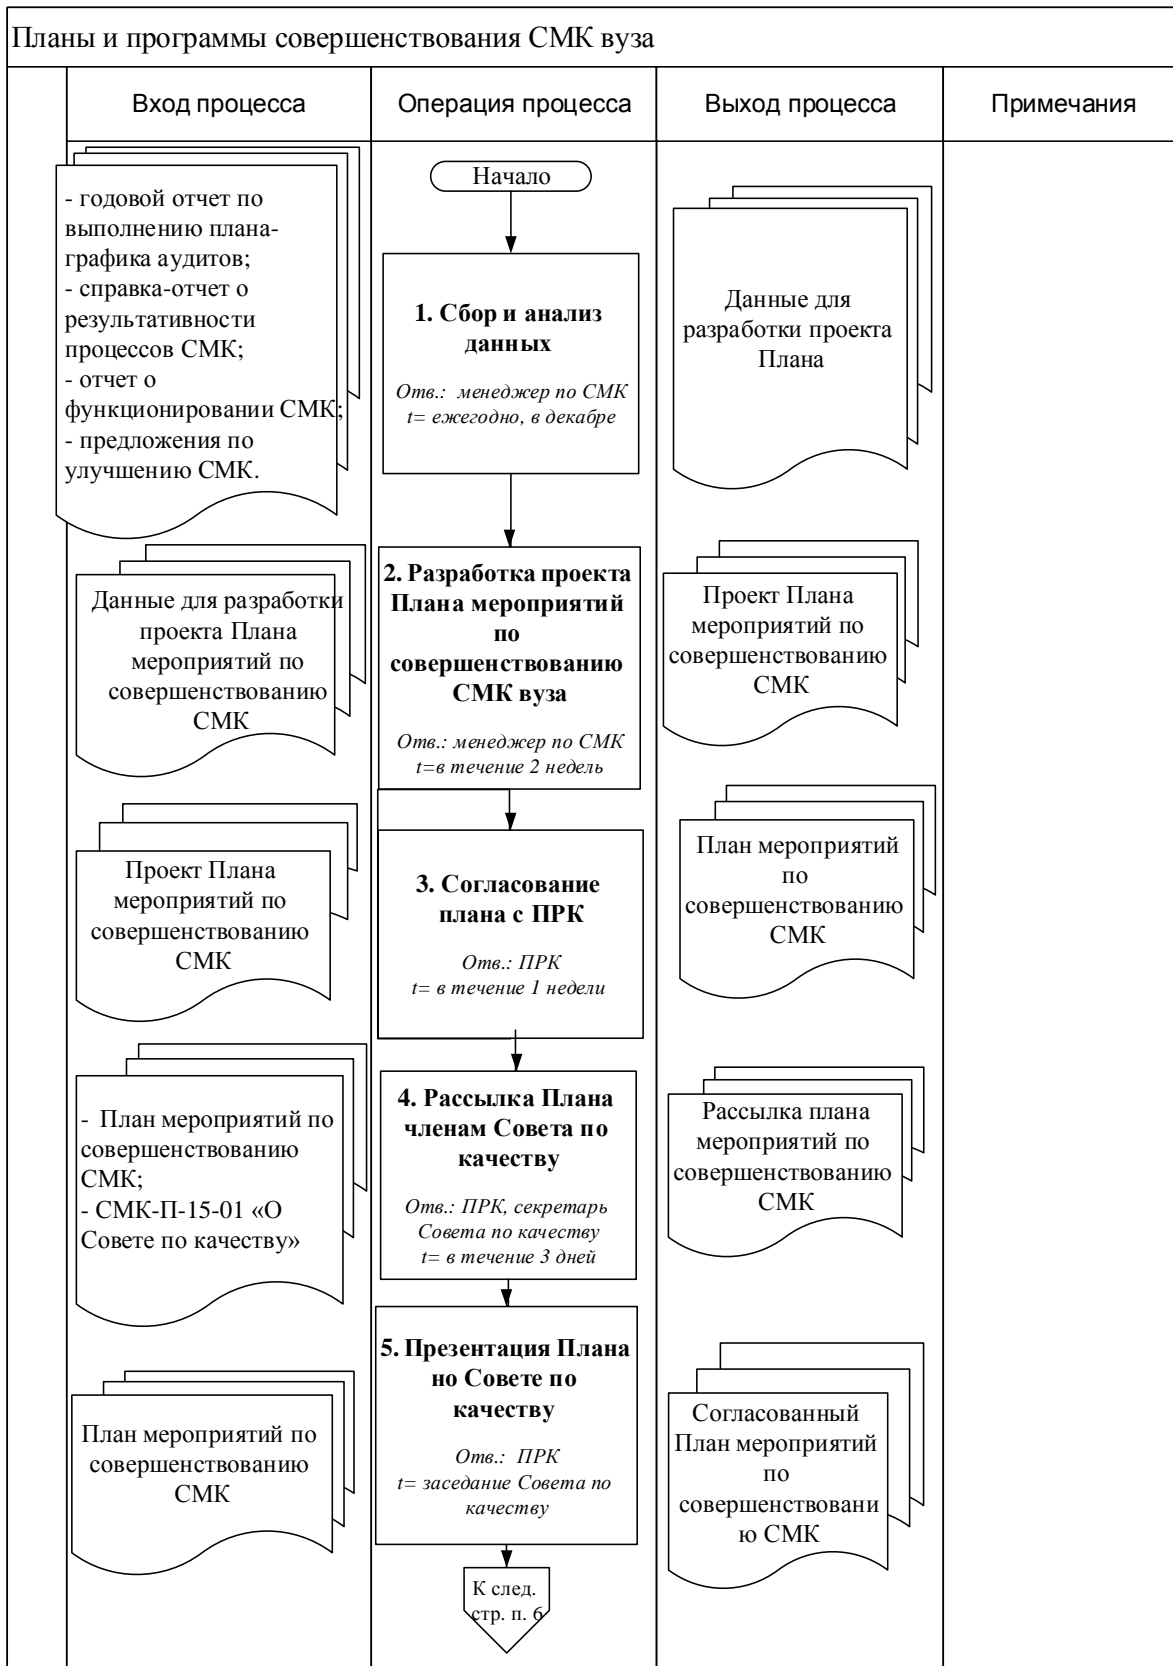 Планы и программы совершенствования СМК вуза
Вход процесса
Операция процесса
Выход процесса
Примечания
- годовой отчет по
выполнению плана-
графика аудитов;
- справка-отчет о
результативности
процессов СМК;
- отчет о
функционировании СМК;
- предложения по
улучшению СМК.
Начало
1. Сбор и анализ
данных
Отв.: менеджер по СМК
t= ежегодно, в декабре
Данные для
разработки проекта
Плана
Данные для разработки
проекта Плана
мероприятий по
совершенствованию
СМК
2. Разработка проекта
Плана мероприятий
по
совершенствованию
СМК вуза
Отв.: менеджер по СМК
t=в течение 2 недель
Проект Плана
мероприятий по
совершенствованию
СМК
Проект Плана
мероприятий по
совершенствованию
СМК
3. Согласование
плана с ПРК
Отв.: ПРК
t= в течение 1 недели
План мероприятий
по
совершенствованию
СМК
- План мероприятий по
совершенствованию
СМК;
- СМК-П-15-01 «О
Совете по качеству»
4. Рассылка Плана
членам Совета по
качеству
Отв.: ПРК, секретарь
Совета по качеству
t= в течение 3 дней
Рассылка плана
мероприятий по
совершенствованию
СМК
План мероприятий по
совершенствованию
СМК
5. Презентация Плана
но Совете по
качеству
Отв.: ПРК
t= заседание Совета по
качеству
Согласованный
План мероприятий
по
совершенствовани
ю СМК
К след.
стр. п. 6